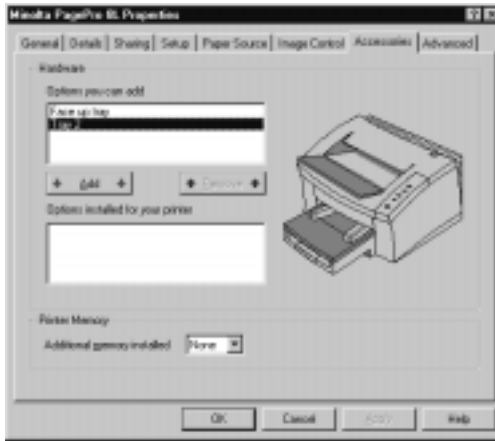 Minolta PagePro 8L Properties
General Details Sharing Setup Paper Source Image Control Accessories Advanced
Hardware
Options you can add
Face up tray
Tray 2
Add Remove
Options installed for your printer
Printer Memory
Additional memory installed None
OK Cancel Apply Help